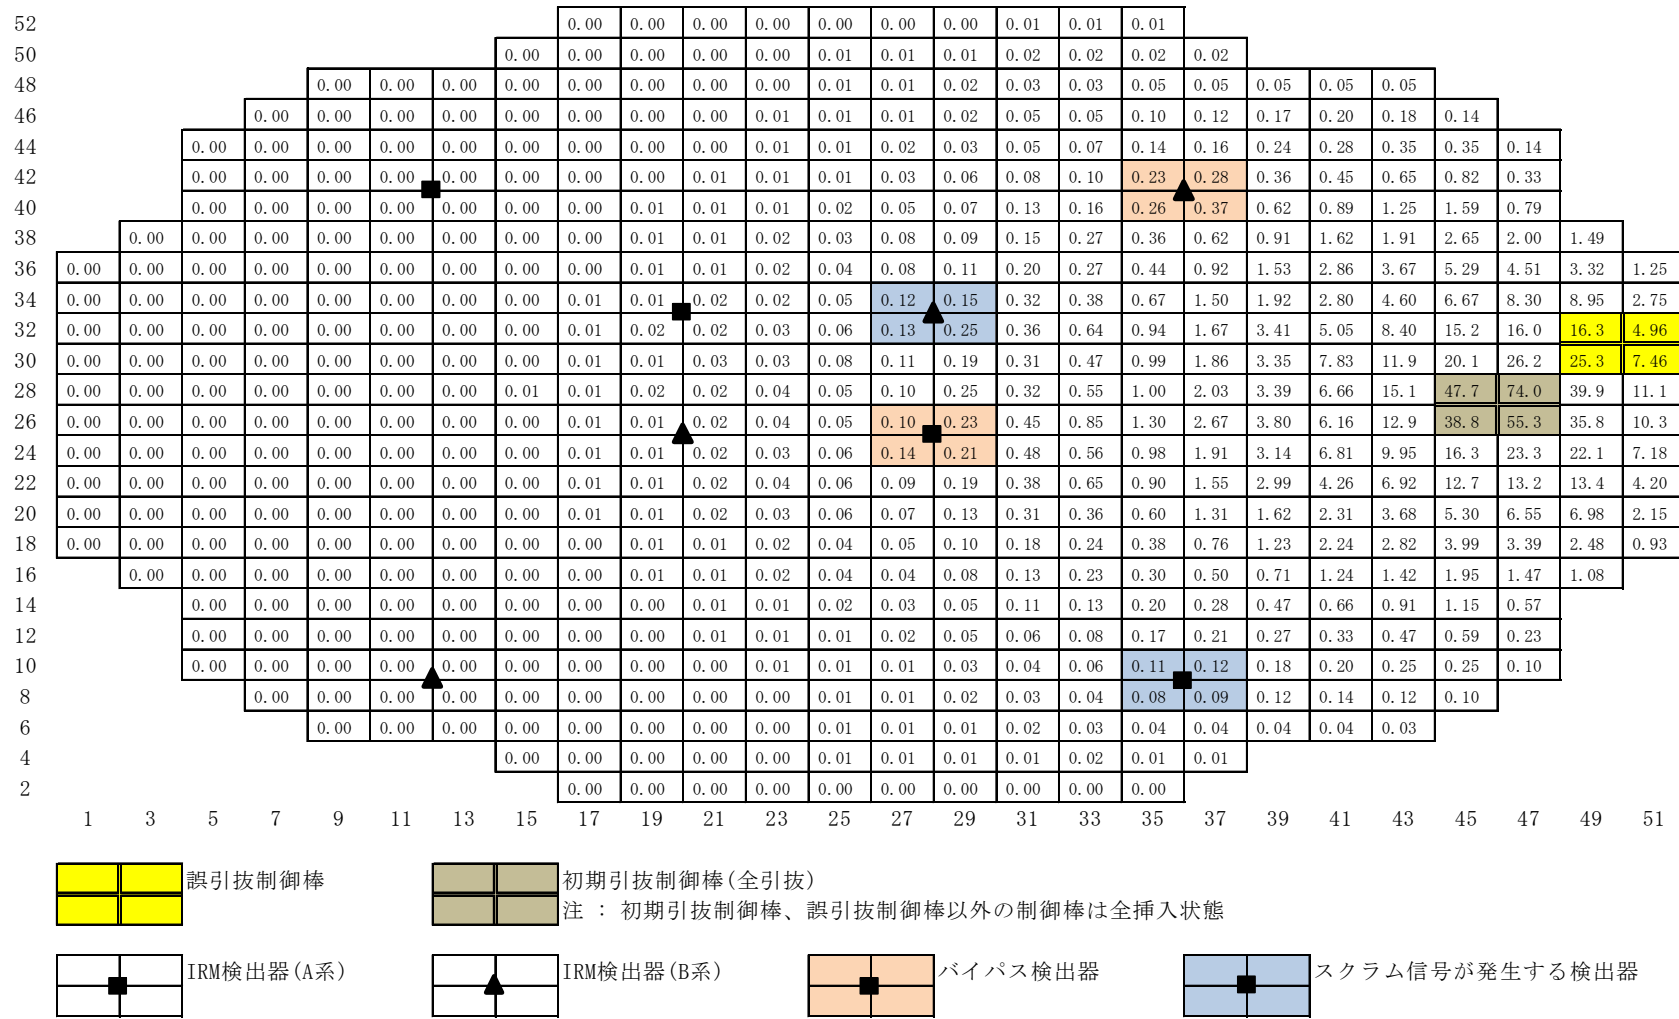 52 0.00 0.00 0.00 0.00 0.00 0.00 0.00 0.01 0.01 0.01
50 0.00 0.00 0.00 0.00 0.00 0.01 0.01 0.01 0.02 0.02 0.02 0.02
48 0.00 0.00 0.00 0.00 0.00 0.00 0.00 0.00 0.01 0.01 0.02 0.03 0.03 0.05 0.05 0.05 0.05 0.05
46 0.00 0.00 0.00 0.00 0.00 0.00 0.00 0.00 0.01 0.01 0.01 0.02 0.05 0.05 0.10 0.12 0.17 0.20 0.18 0.14
44 0.00 0.00 0.00 0.00 0.00 0.00 0.00 0.00 0.00 0.01 0.01 0.02 0.03 0.05 0.07 0.14 0.16 0.24 0.28 0.35 0.35 0.14
42 0.00 0.00 0.00 0.00 0.00 0.00 0.00 0.00 0.01 0.01 0.01 0.03 0.06 0.08 0.10 0.23 0.28 0.36 0.45 0.65 0.82 0.33
40 0.00 0.00 0.00 0.00 0.00 0.00 0.00 0.01 0.01 0.01 0.02 0.05 0.07 0.13 0.16 0.26 0.37 0.62 0.89 1.25 1.59 0.79
38 0.00 0.00 0.00 0.00 0.00 0.00 0.00 0.00 0.01 0.01 0.02 0.03 0.08 0.09 0.15 0.27 0.36 0.62 0.91 1.62 1.91 2.65 2.00 1.49
36 0.00 0.00 0.00 0.00 0.00 0.00 0.00 0.00 0.00 0.01 0.01 0.02 0.04 0.08 0.11 0.20 0.27 0.44 0.92 1.53 2.86 3.67 5.29 4.51 3.32 1.25
34 0.00 0.00 0.00 0.00 0.00 0.00 0.00 0.00 0.01 0.01 0.02 0.02 0.05 0.12 0.15 0.32 0.38 0.67 1.50 1.92 2.80 4.60 6.67 8.30 8.95 2.75
32 0.00 0.00 0.00 0.00 0.00 0.00 0.00 0.00 0.01 0.02 0.02 0.03 0.06 0.13 0.25 0.36 0.64 0.94 1.67 3.41 5.05 8.40 15.2 16.0 16.3 4.96
30 0.00 0.00 0.00 0.00 0.00 0.00 0.00 0.00 0.01 0.01 0.03 0.03 0.08 0.11 0.19 0.31 0.47 0.99 1.86 3.35 7.83 11.9 20.1 26.2 25.3 7.46
28 0.00 0.00 0.00 0.00 0.00 0.00 0.00 0.01 0.01 0.02 0.02 0.04 0.05 0.10 0.25 0.32 0.55 1.00 2.03 3.39 6.66 15.1 47.7 74.0 39.9 11.1
26 0.00 0.00 0.00 0.00 0.00 0.00 0.00 0.00 0.01 0.01 0.02 0.04 0.05 0.10 0.23 0.45 0.85 1.30 2.67 3.80 6.16 12.9 38.8 55.3 35.8 10.3
24 0.00 0.00 0.00 0.00 0.00 0.00 0.00 0.00 0.01 0.01 0.02 0.03 0.06 0.14 0.21 0.48 0.56 0.98 1.91 3.14 6.81 9.95 16.3 23.3 22.1 7.18
22 0.00 0.00 0.00 0.00 0.00 0.00 0.00 0.00 0.01 0.01 0.02 0.04 0.06 0.09 0.19 0.38 0.65 0.90 1.55 2.99 4.26 6.92 12.7 13.2 13.4 4.20
20 0.00 0.00 0.00 0.00 0.00 0.00 0.00 0.00 0.01 0.01 0.02 0.03 0.06 0.07 0.13 0.31 0.36 0.60 1.31 1.62 2.31 3.68 5.30 6.55 6.98 2.15
18 0.00 0.00 0.00 0.00 0.00 0.00 0.00 0.00 0.00 0.01 0.01 0.02 0.04 0.05 0.10 0.18 0.24 0.38 0.76 1.23 2.24 2.82 3.99 3.39 2.48 0.93
16 0.00 0.00 0.00 0.00 0.00 0.00 0.00 0.00 0.01 0.01 0.02 0.04 0.04 0.08 0.13 0.23 0.30 0.50 0.71 1.24 1.42 1.95 1.47 1.08
14 0.00 0.00 0.00 0.00 0.00 0.00 0.00 0.00 0.01 0.01 0.02 0.03 0.05 0.11 0.13 0.20 0.28 0.47 0.66 0.91 1.15 0.57
12 0.00 0.00 0.00 0.00 0.00 0.00 0.00 0.00 0.01 0.01 0.01 0.02 0.05 0.06 0.08 0.17 0.21 0.27 0.33 0.47 0.59 0.23
10 0.00 0.00 0.00 0.00 0.00 0.00 0.00 0.00 0.00 0.01 0.01 0.01 0.03 0.04 0.06 0.11 0.12 0.18 0.20 0.25 0.25 0.10
8 0.00 0.00 0.00 0.00 0.00 0.00 0.00 0.00 0.00 0.01 0.01 0.02 0.03 0.04 0.08 0.09 0.12 0.14 0.12 0.10
6 0.00 0.00 0.00 0.00 0.00 0.00 0.00 0.00 0.01 0.01 0.01 0.02 0.03 0.04 0.04 0.04 0.04 0.03
4 0.00 0.00 0.00 0.00 0.00 0.01 0.01 0.01 0.01 0.02 0.01 0.01
2 0.00 0.00 0.00 0.00 0.00 0.00 0.00 0.00 0.00 0.00
1 3 5 7 9 11 13 15 17 19 21 23 25 27 29 31 33 35 37 39 41 43 45 47 49 51
誤引抜制御棒 初期引抜制御棒(全引抜)
注 : 初期引抜制御棒、誤引抜制御棒以外の制御棒は全挿入状態
IRM検出器(A系) IRM検出器(B系) バイパス検出器 スクラム信号が発生する検出器